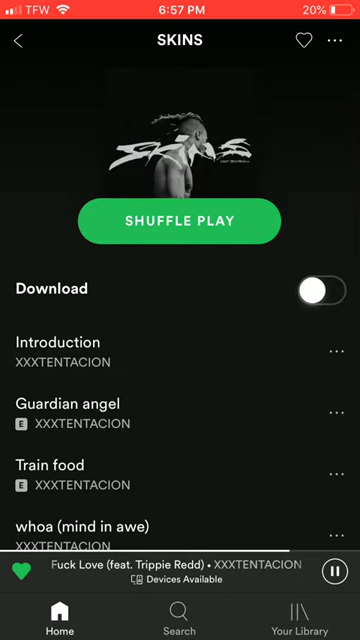 TFW 6:57 PM 20%
SKINS
Skins
SHUFFLE PLAY
Download
Introduction
XXXTENTACION
Guardian angel
E XXXTENTACION
Train food
E XXXTENTACION
whoa (mind in awe)
XXXTENTACION
Fuck Love (feat. Trippie Redd) • XXXTENTACION
Devices Available
Home Search Your Library